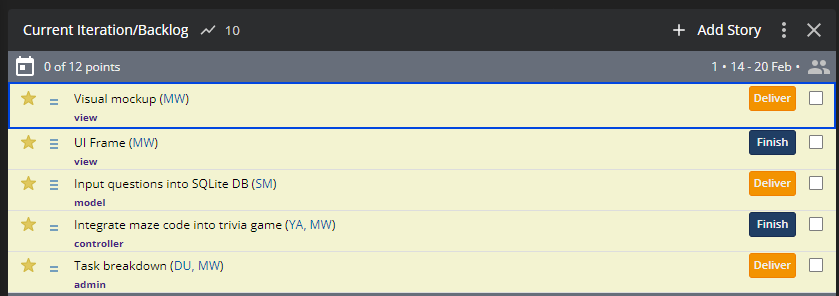 Current Iteration/Backlog 10 + Add Story
0 of 12 points 1 • 14 - 20 Feb •
Visual mockup (MW) Deliver
view
UI Frame (MW) Finish
view
Input questions into SQLite DB (SM) Deliver
model
Integrate maze code into trivia game (YA, MW) Finish
controller
Task breakdown (DU, MW) Deliver
admin